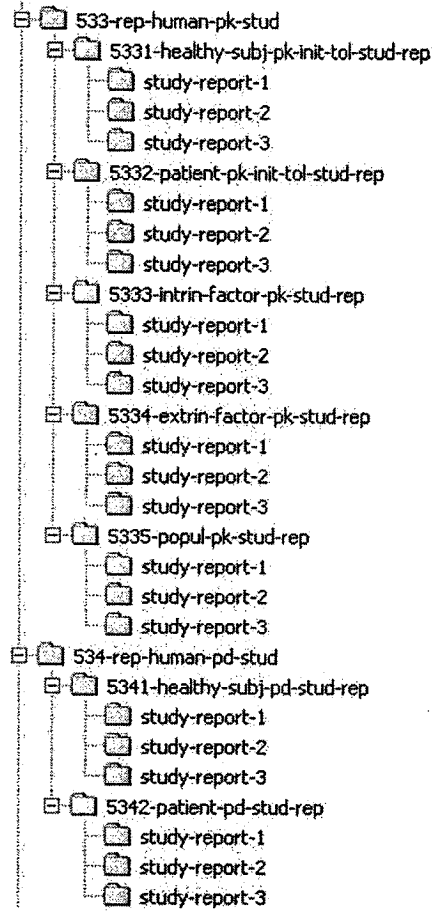 533-rep-human-pk-stud
5331-healthy-subj-pk-init-tol-stud-rep
study-report-1
study-report-2
study-report-3
5332-patient-pk-init-tol-stud-rep
study-report-1
study-report-2
study-report-3
5333-intrin-factor-pk-stud-rep
study-report-1
study-report-2
study-report-3
5334-extrin-factor-pk-stud-rep
study-report-1
study-report-2
study-report-3
5335-popul-pk-stud-rep
study-report-1
study-report-2
study-report-3
534-rep-human-pd-stud
5341-healthy-subj-pd-stud-rep
study-report-1
study-report-2
study-report-3
5342-patient-pd-stud-rep
study-report-1
study-report-2
study-report-3